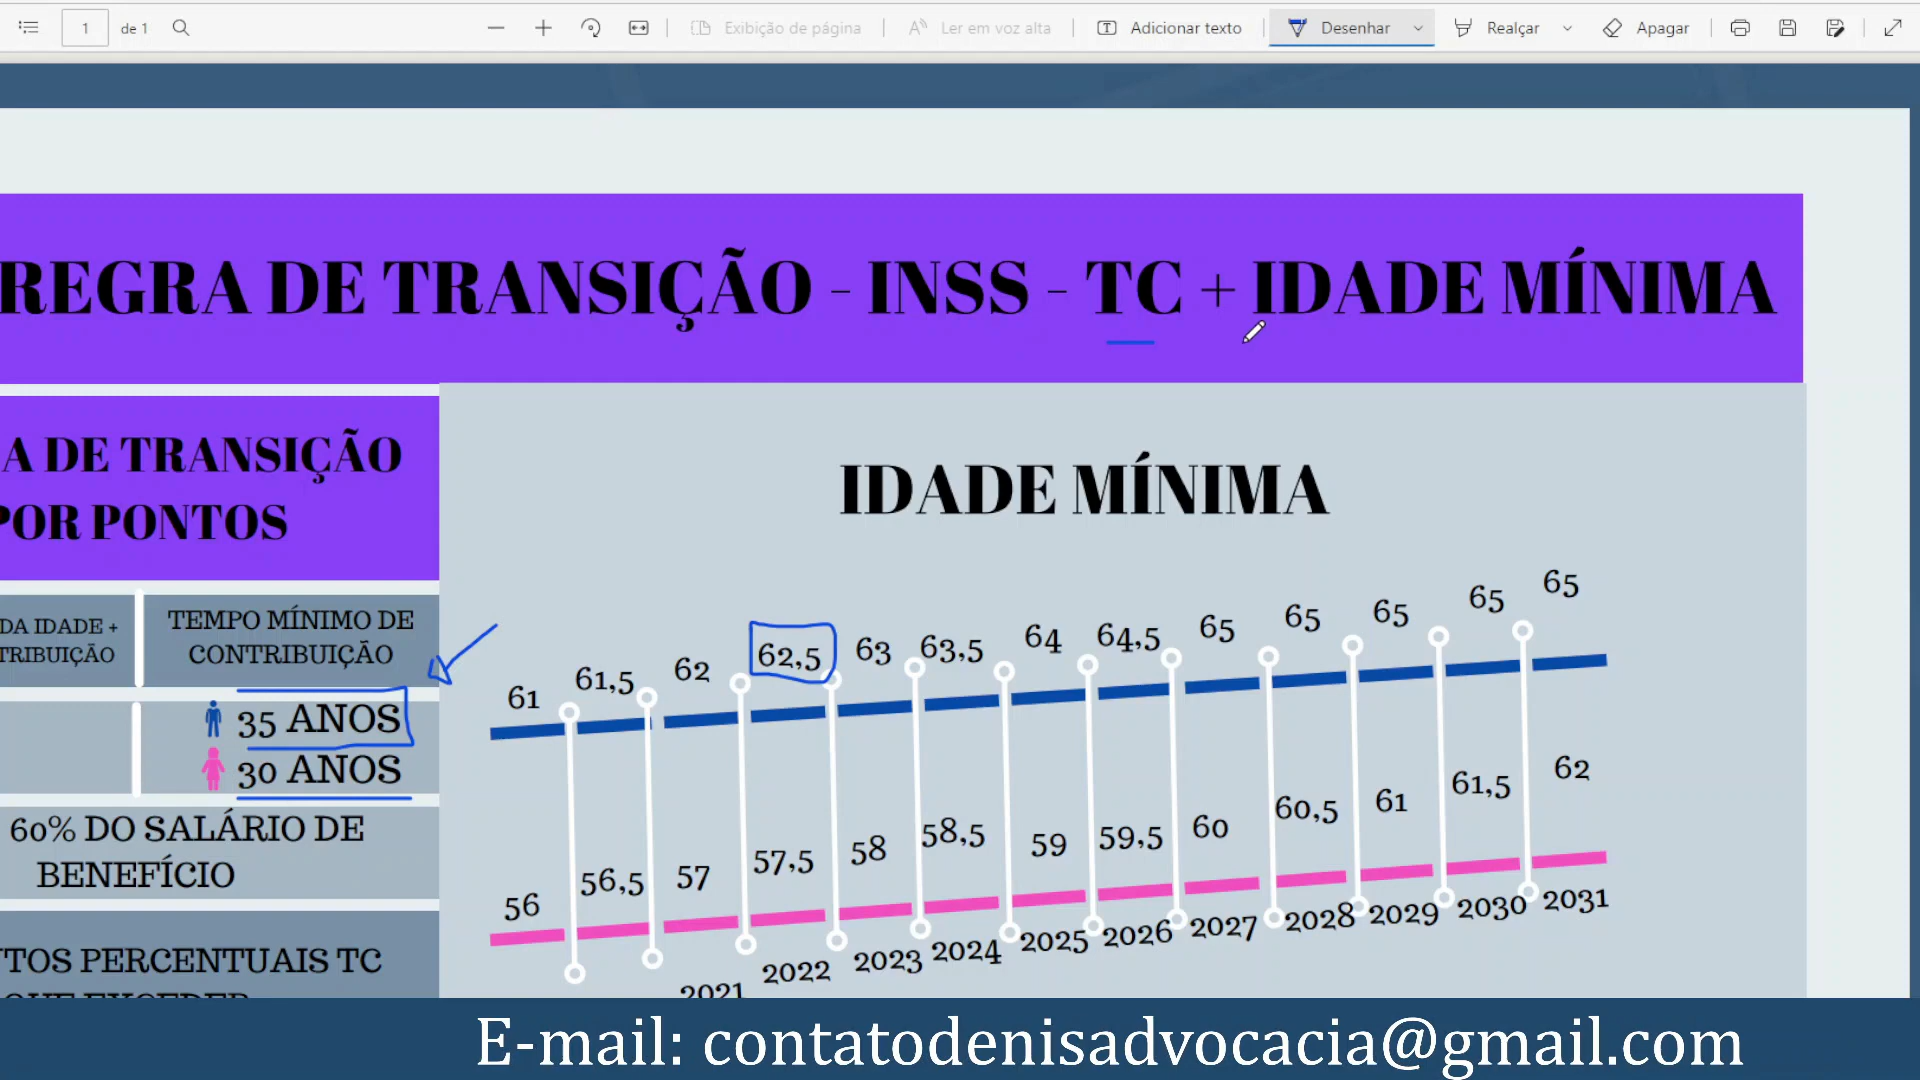 1 de 1 Exibição de página Ler em voz alta Adicionar texto Desenhar Realçar Apagar
REGRA DE TRANSIÇÃO - INSS - TC + IDADE MÍNIMA
A DE TRANSIÇÃO
POR PONTOS
DA IDADE +
TRIBUIÇÃO
TEMPO MÍNIMO DE
CONTRIBUIÇÃO
35 ANOS
30 ANOS
60% DO SALÁRIO DE
BENEFÍCIO
TOS PERCENTUAIS TC
IDADE MÍNIMA
61 61,5 62 62,5 63 63,5 64 64,5 65 65 65 65 65
56 56,5 57 57,5 58 58,5 59 59,5 60 60,5 61 61,5 62
2021 2022 2023 2024 2025 2026 2027 2028 2029 2030 2031
E-mail: contatodenisadvocacia@gmail.com